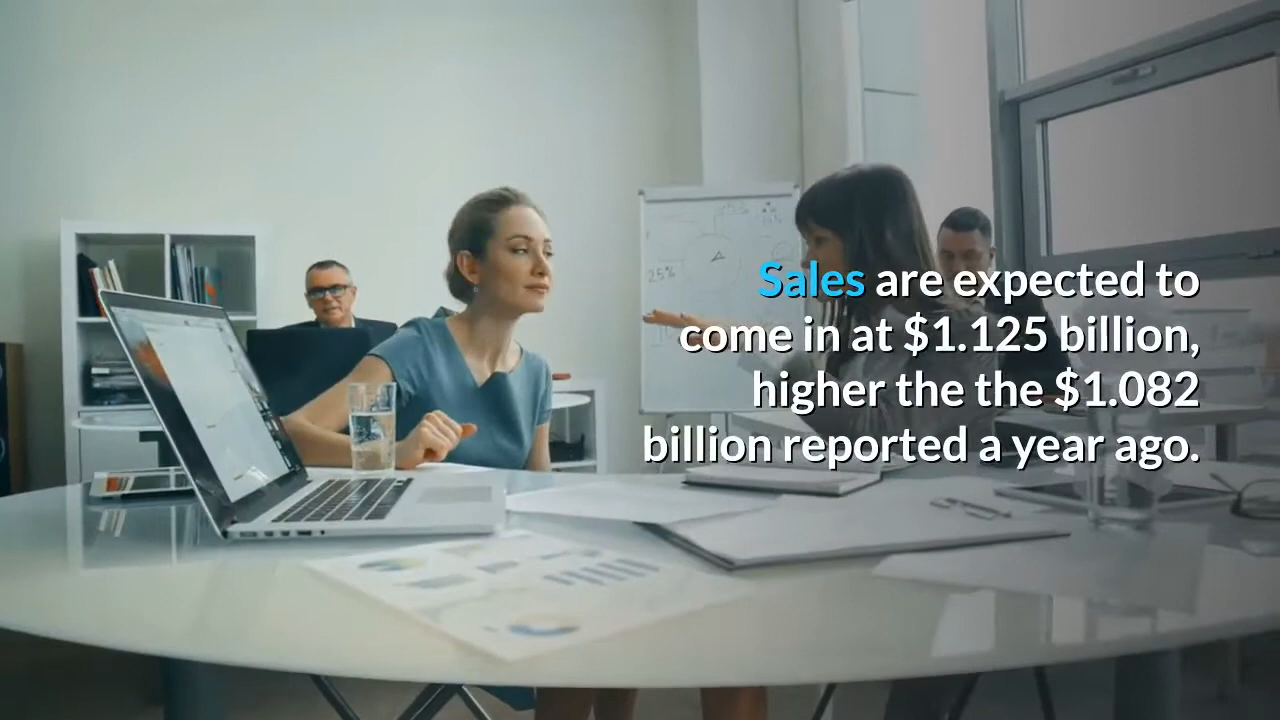 25%
Sales are expected to
come in at $1.125 billion,
higher the the $1.082
billion reported a year ago.